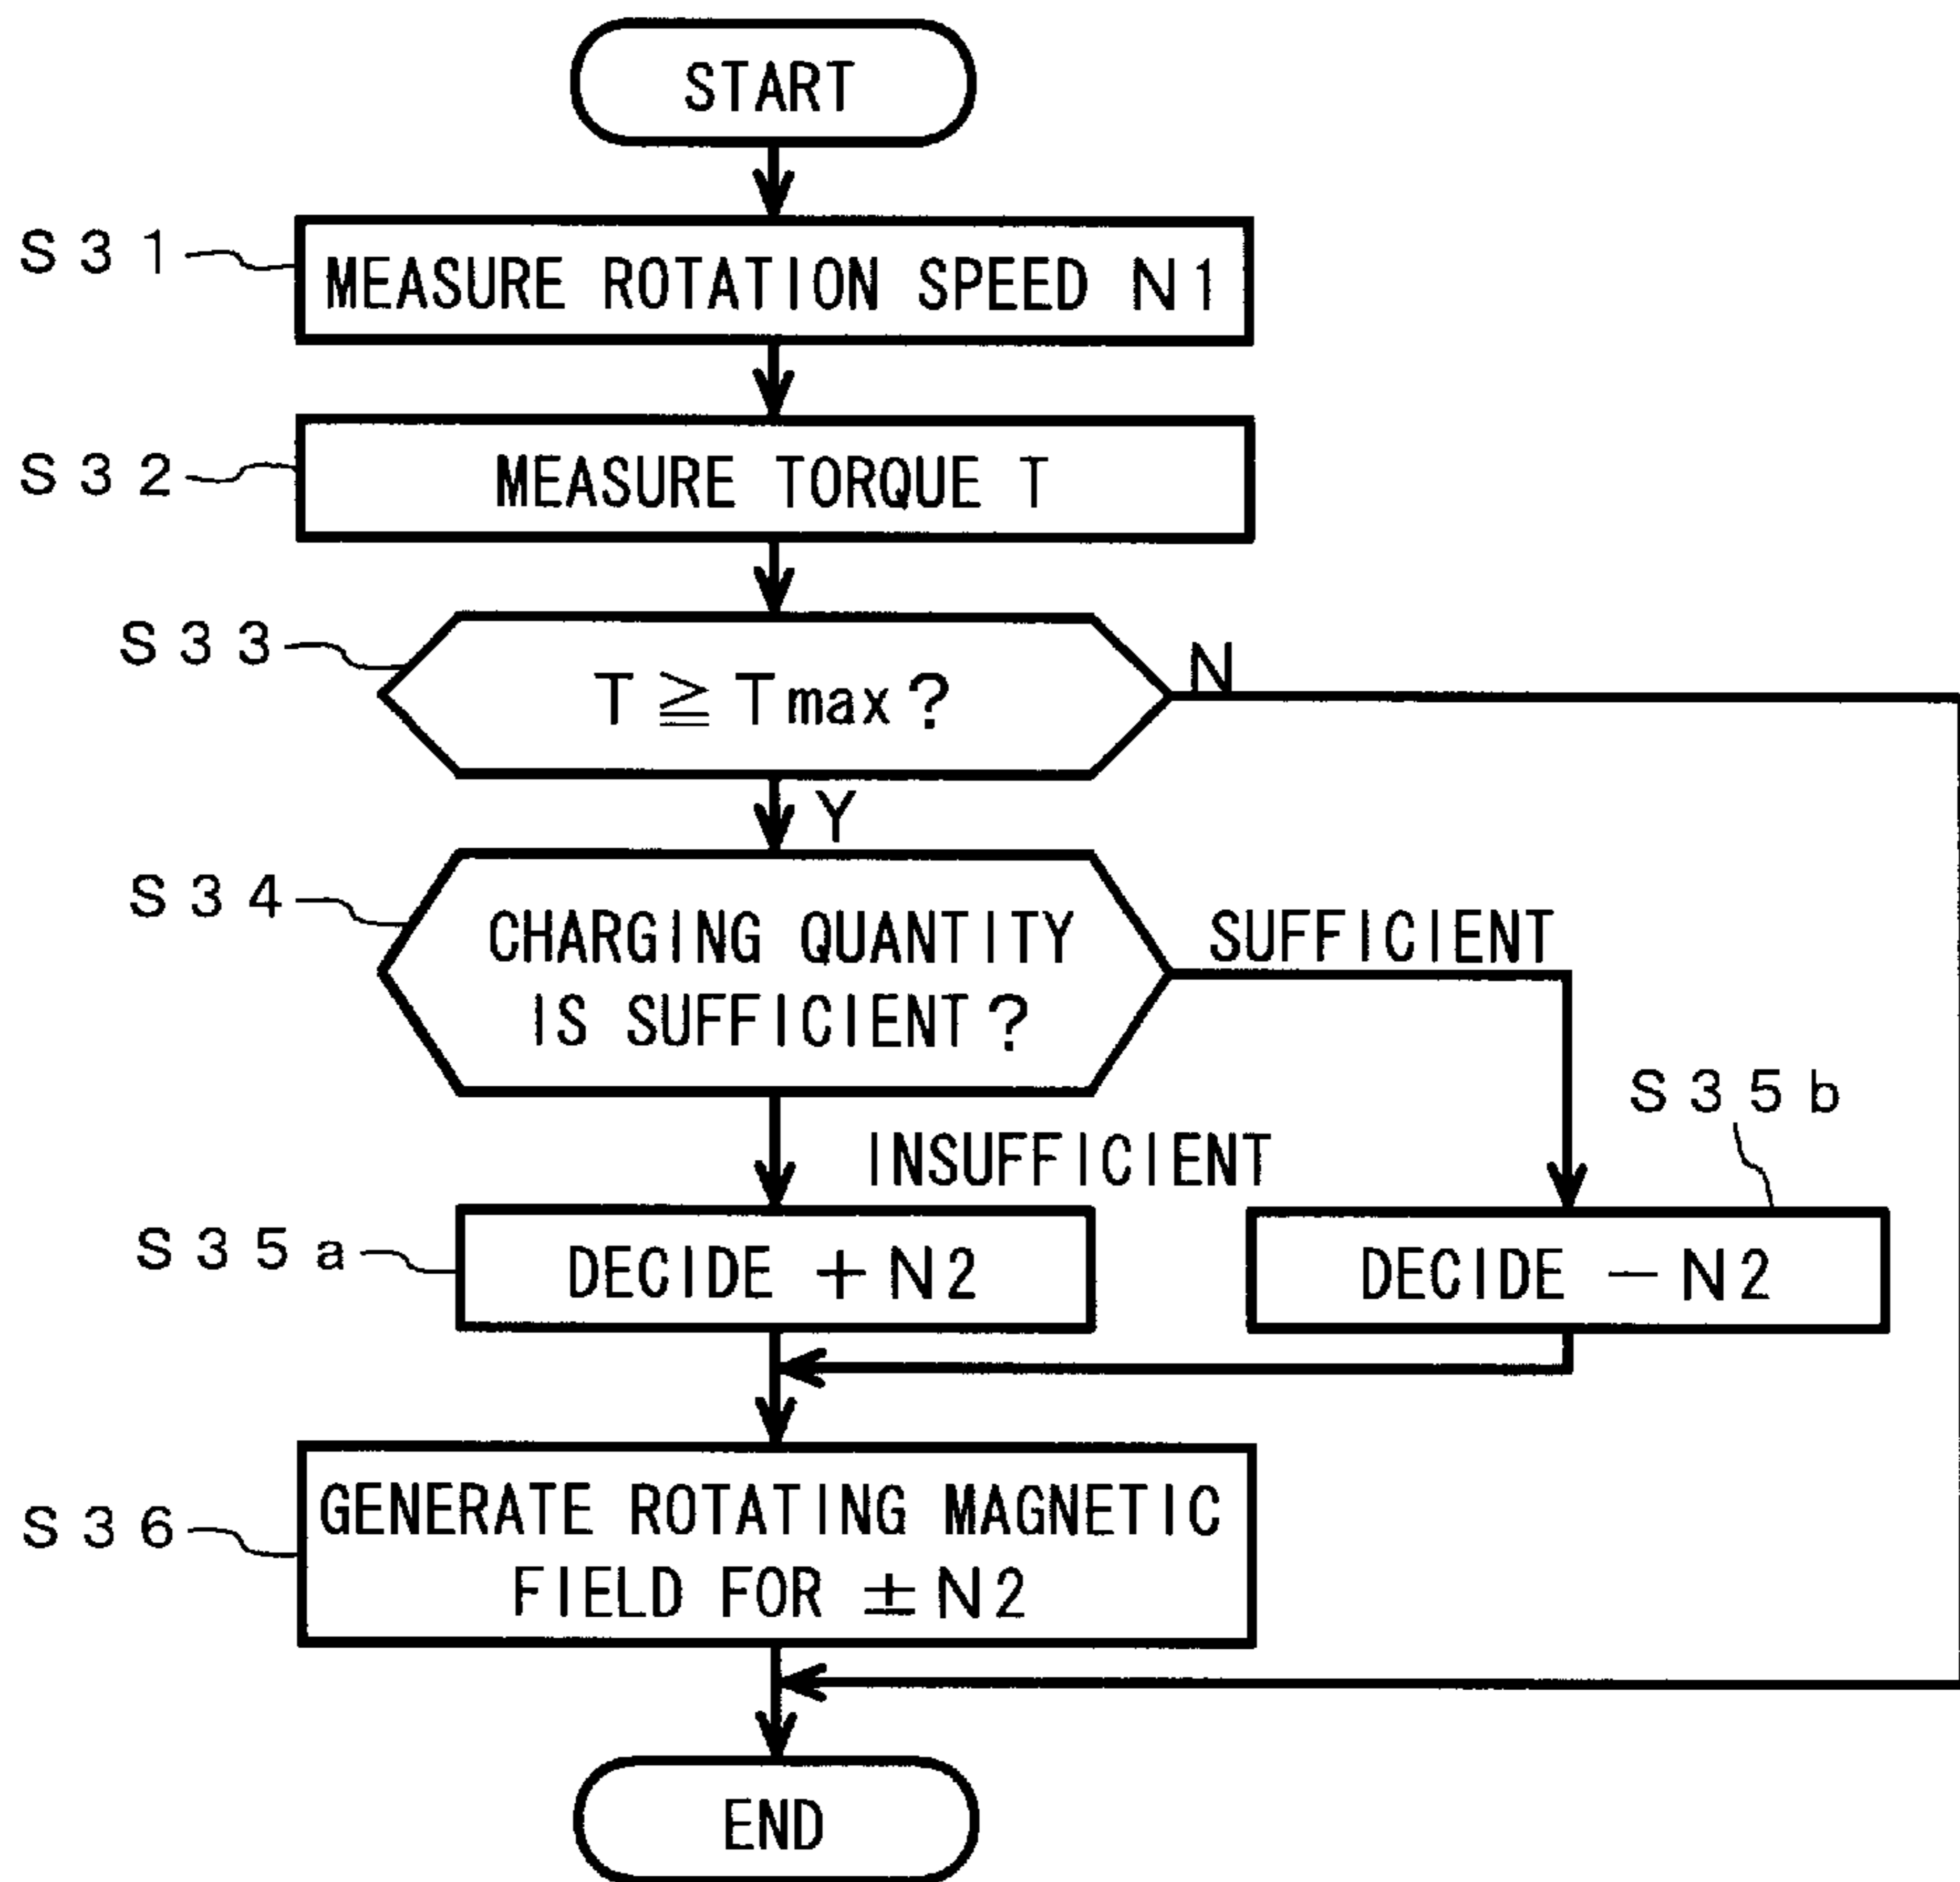 START
S31
MEASURE ROTATION SPEED N1
S32
MEASURE TORQUE T
S33
T ≧ Tmax?
N
Y
S34
CHARGING QUANTITY
IS SUFFICIENT?
SUFFICIENT
INSUFFICIENT
S35b
S35a
DECIDE +N2
DECIDE −N2
S36
GENERATE ROTATING MAGNETIC
FIELD FOR ±N2
END